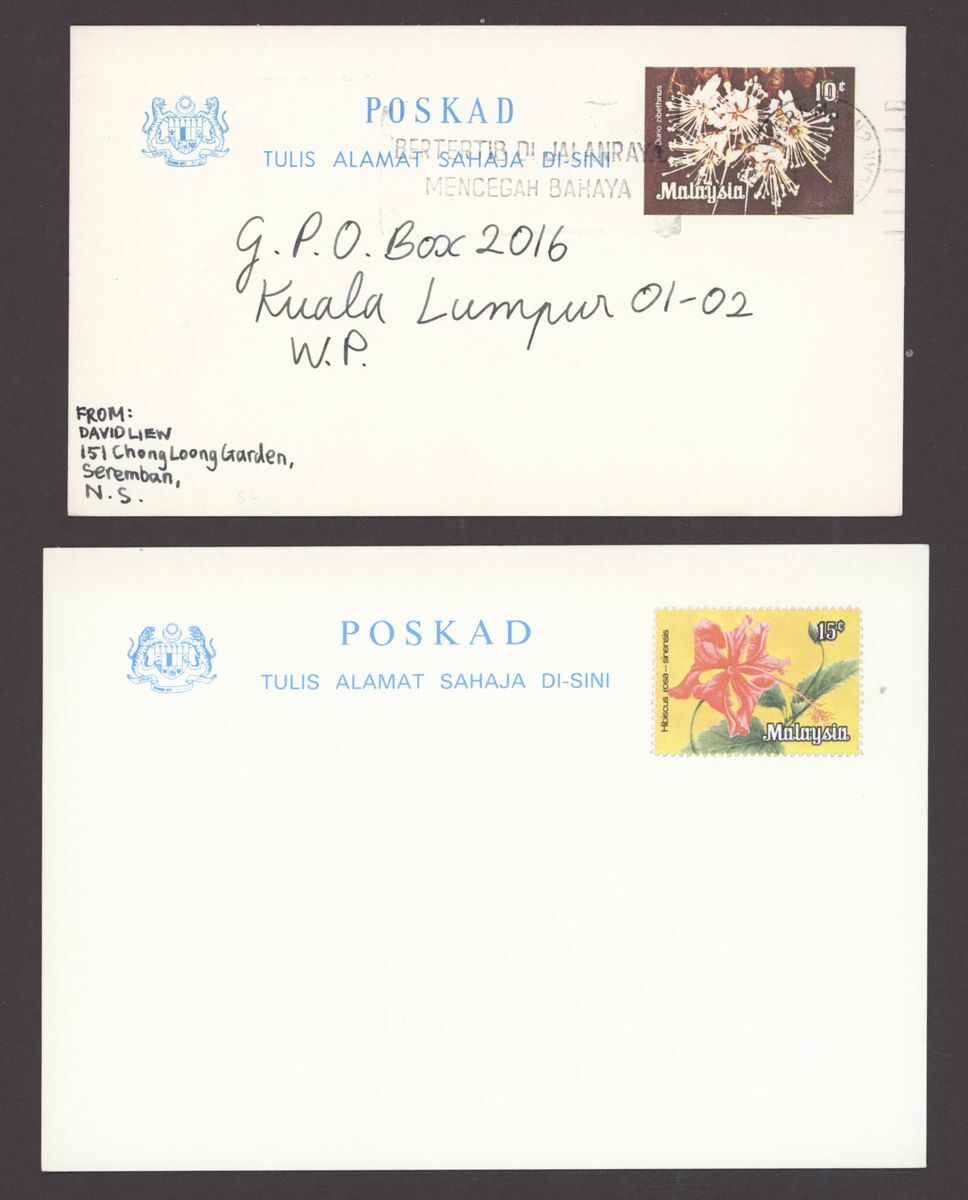 POSKAD
TULIS ALAMAT SAHAJA DI-SINI
BERTERTIB DI JALANRAYA
MENCEGAH BAHAYA
10¢
Durio zibethinus
Malaysia
G.P.O. Box 2016
Kuala Lumpur 01-02
W.P.
FROM:
DAVID LIEW
151 Chong Loong Garden,
Seremban,
N.S.
POSKAD
TULIS ALAMAT SAHAJA DI-SINI
15¢
Hibiscus rosa-sinensis
Malaysia